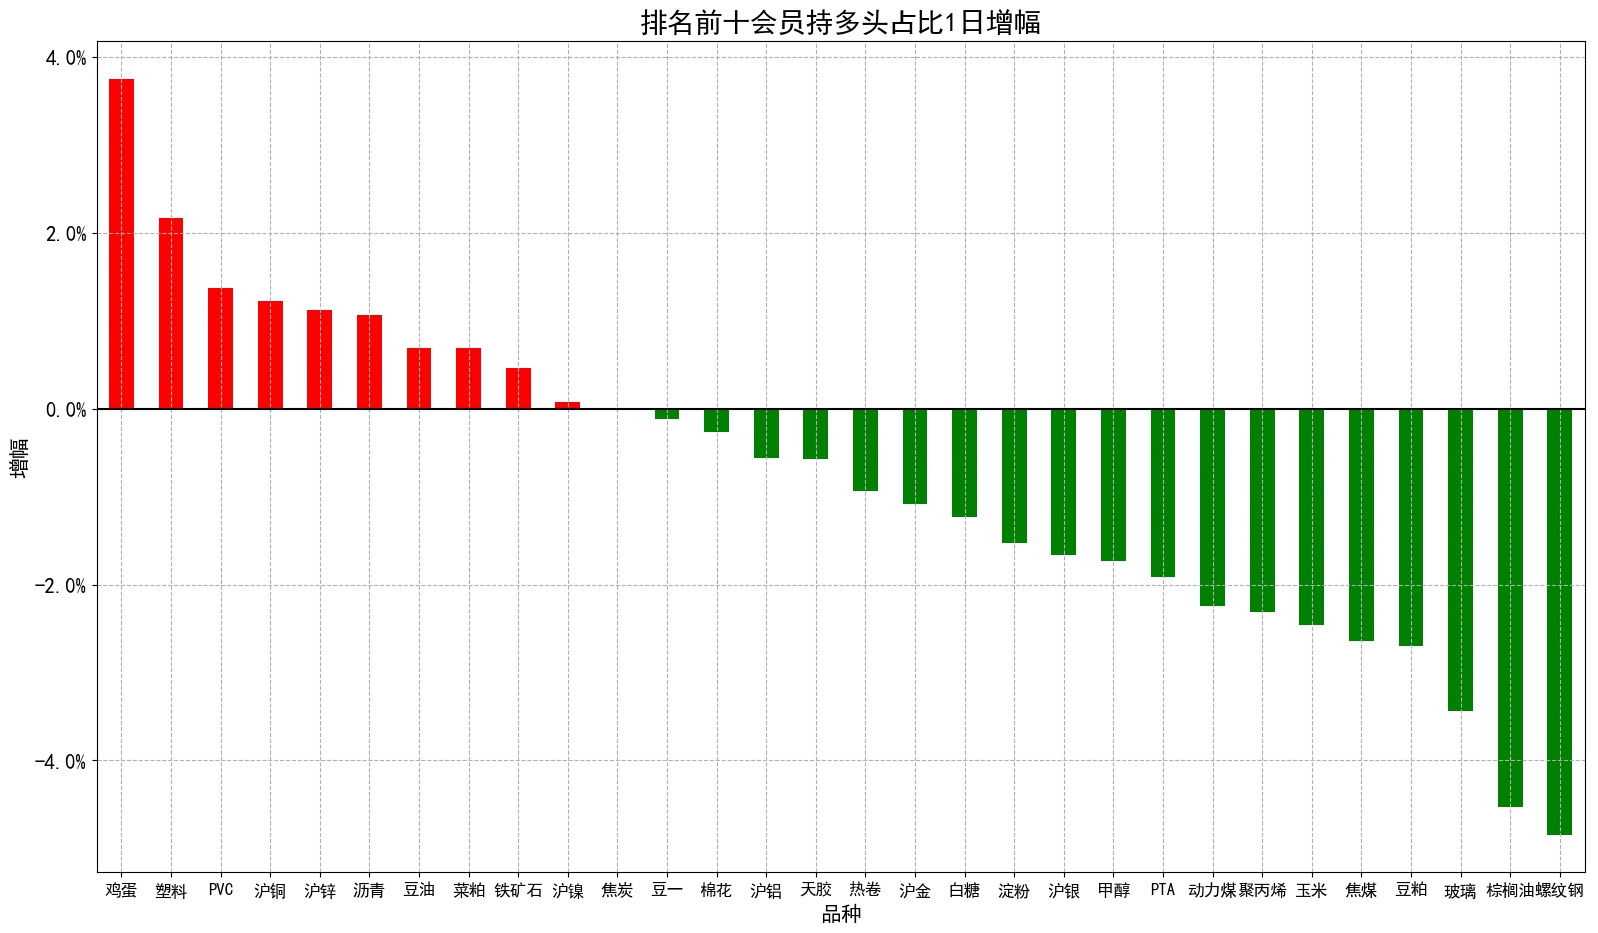 排名前十会员持多头占比1日增幅
4.0%
2.0%
0.0%
−2.0%
−4.0%
增幅
鸡蛋 塑料 PVC 沪铜 沪锌 沥青 豆油 菜粕 铁矿石 沪镍 焦炭 豆一 棉花 沪铝 天胶 热卷 沪金 白糖 淀粉 沪银 甲醇 PTA 动力煤 聚丙烯 玉米 焦煤 豆粕 玻璃 棕榈油 螺纹钢
品种